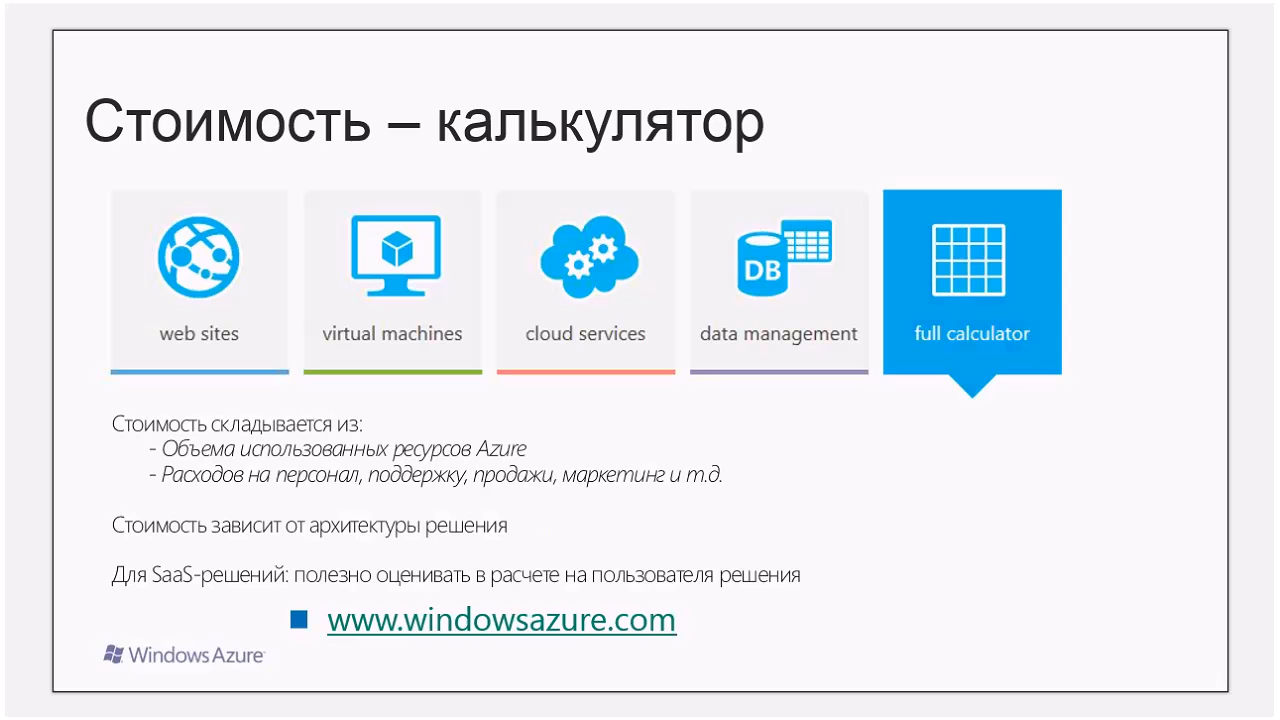 Стоимость – калькулятор
web sites
virtual machines
cloud services
DB
data management
full calculator
Стоимость складывается из:
- Объема использованных ресурсов Azure
- Расходов на персонал, поддержку, продажи, маркетинг и т.д.
Стоимость зависит от архитектуры решения
Для SaaS-решений: полезно оценивать в расчете на пользователя решения
www.windowsazure.com
Windows Azure